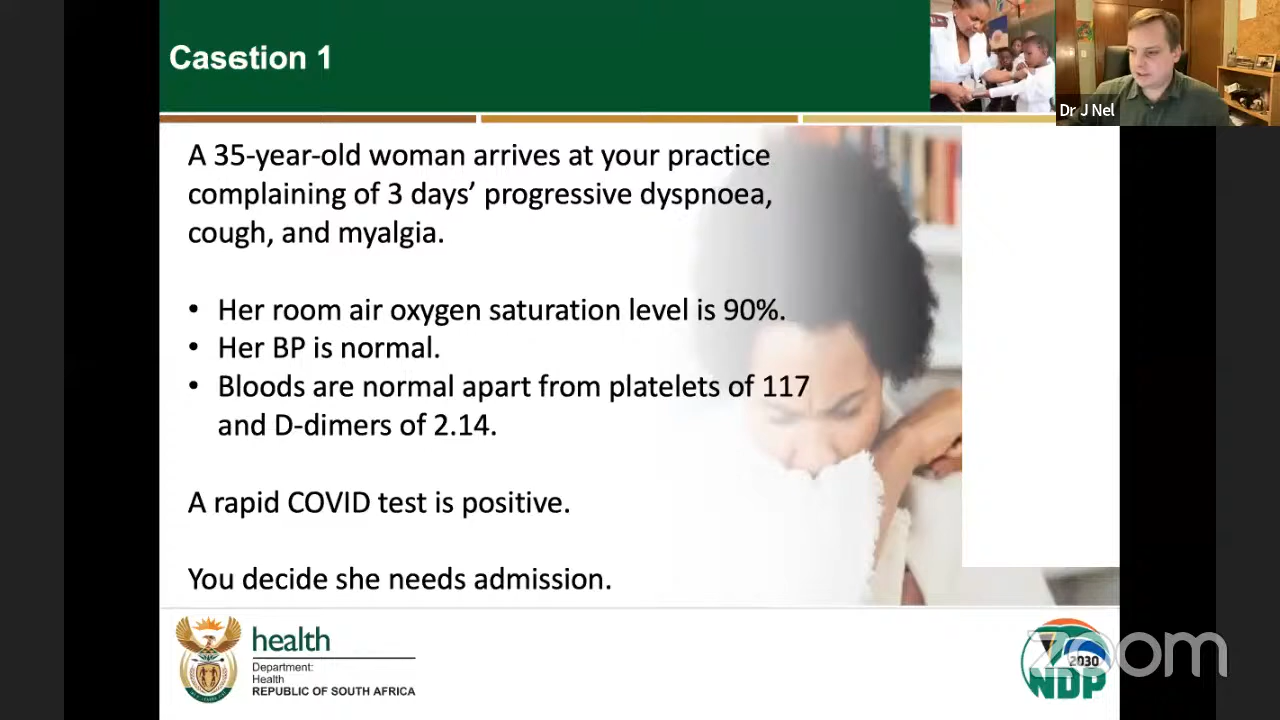 Casetion 1
Dr J Nel
A 35-year-old woman arrives at your practice
complaining of 3 days’ progressive dyspnoea,
cough, and myalgia.
• Her room air oxygen saturation level is 90%.
• Her BP is normal.
• Bloods are normal apart from platelets of 117
and D-dimers of 2.14.
A rapid COVID test is positive.
You decide she needs admission.
health
Department:
Health
REPUBLIC OF SOUTH AFRICA
2030
NDP
zoom